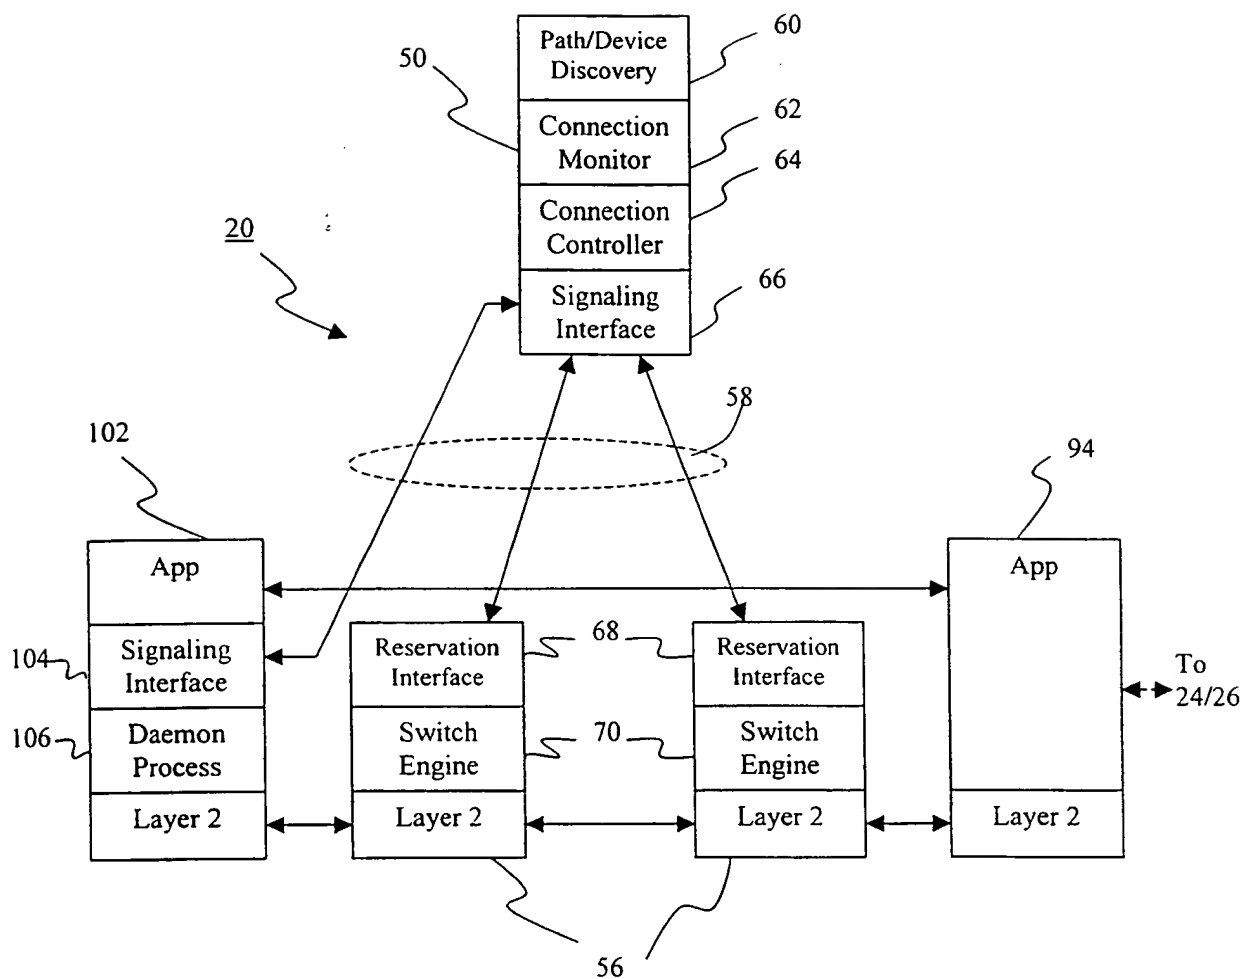 Path/Device
Discovery
60
50
Connection
Monitor
62
Connection
Controller
64
20
Signaling
Interface
66
58
102
94
App
App
104
Signaling
Interface
Reservation
Interface
68
Reservation
Interface
To
24/26
106
Daemon
Process
Switch
Engine
70
Switch
Engine
Layer 2
Layer 2
Layer 2
Layer 2
56